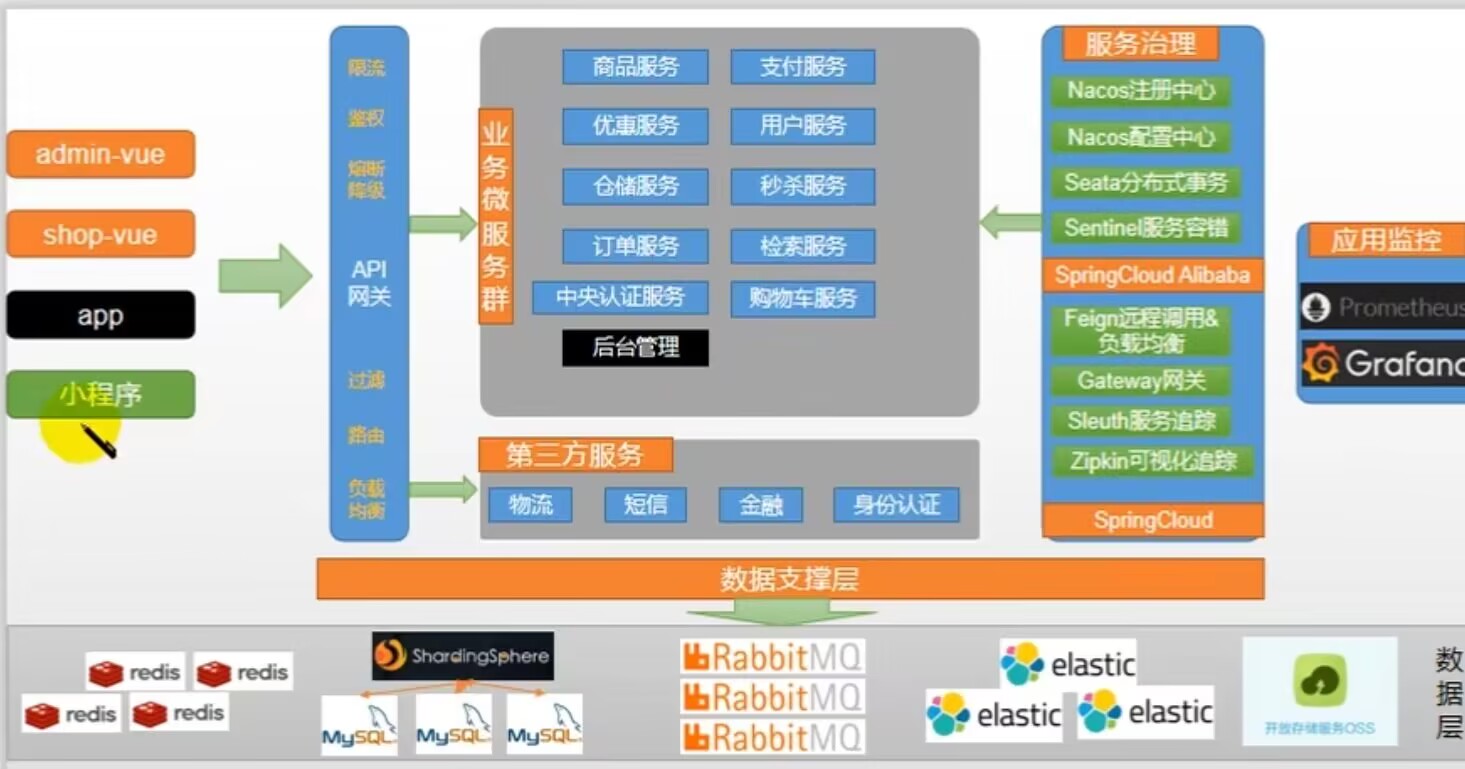 admin-vue
shop-vue
app
小程序
限流
鉴权
熔断
降级
API
网关
过滤
路由
负载
均衡
业务微服务群
商品服务
支付服务
优惠服务
用户服务
仓储服务
秒杀服务
订单服务
检索服务
中央认证服务
购物车服务
后台管理
第三方服务
物流
短信
金融
身份认证
服务治理
Nacos注册中心
Nacos配置中心
Seata分布式事务
Sentinel服务容错
SpringCloud Alibaba
Feign远程调用&
负载均衡
Gateway网关
Sleuth服务追踪
Zipkin可视化追踪
SpringCloud
应用监控
Prometheus
Grafana
数据支撑层
redis
redis
redis
redis
ShardingSphere
MySQL
MySQL
MySQL
RabbitMQ
RabbitMQ
RabbitMQ
elastic
elastic
elastic
开放存储服务OSS
数据层